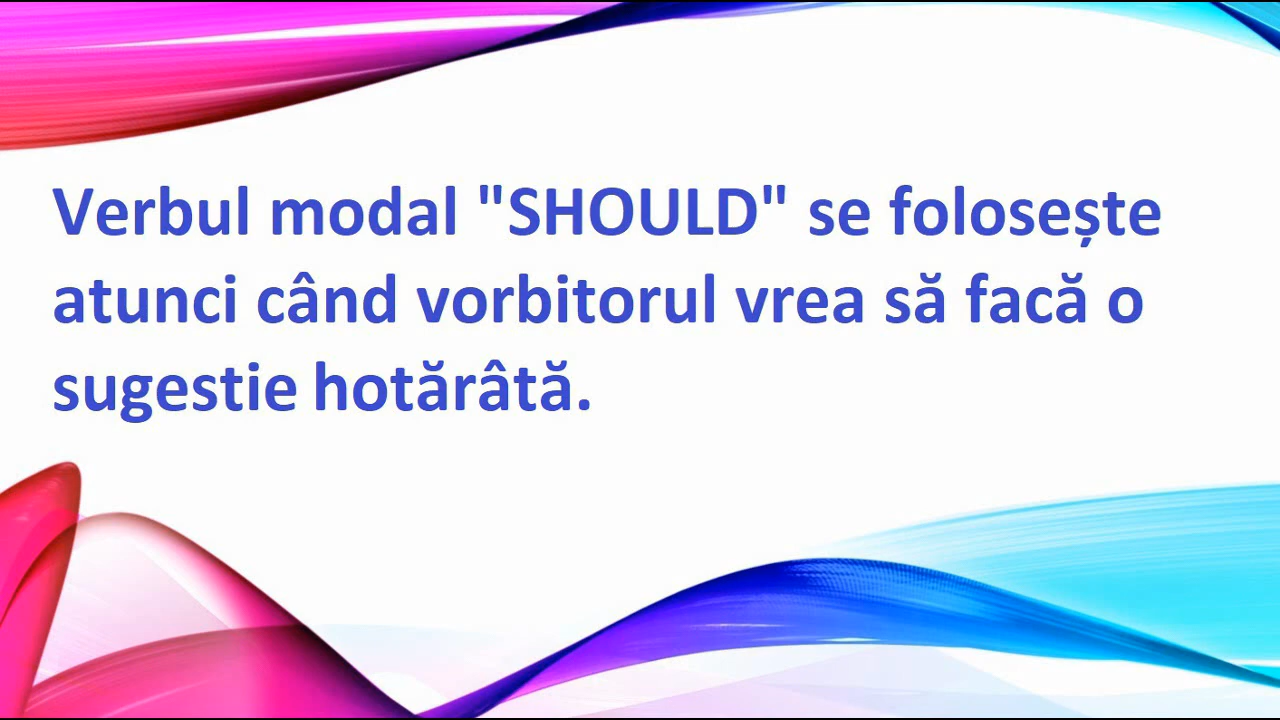 Verbul modal "SHOULD" se folosește
atunci când vorbitorul vrea să facă o
sugestie hotărâtă.